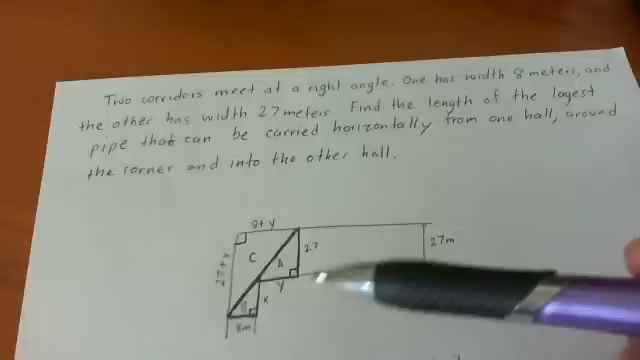 Two corridors meet at a right angle. One has width 8 meters, and
the other has width 27 meters. Find the length of the logest
pipe that can be carried horizontally from one hall, around
the corner and into the other hall.
8+y
27+x
C
A
27
27m
y
B
x
8m